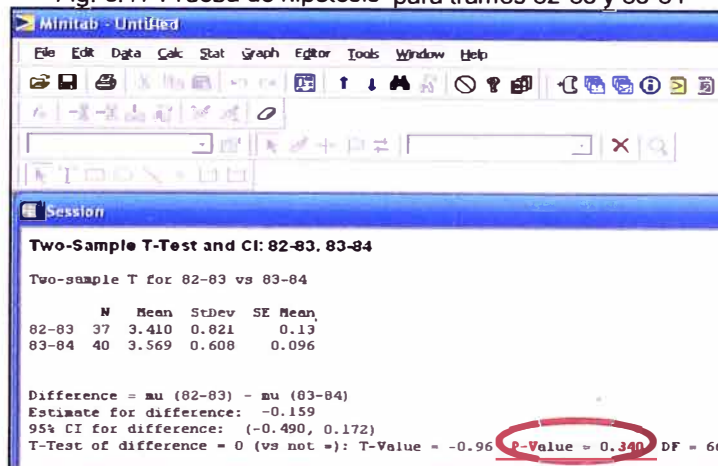 Minitab - Untitled
File Edit Data Calc Stat Graph Editor Tools Window Help
Session
Two-Sample T-Test and CI: 82-83, 83-84
Two-sample T for 82-83 vs 83-84
N Mean StDev SE Mean
82-83 37 3.410 0.821 0.13
83-84 40 3.569 0.608 0.096
Difference = mu (82-83) - mu (83-84)
Estimate for difference: -0.159
95% CI for difference: (-0.490, 0.172)
T-Test of difference = 0 (vs not =): T-Value = -0.96 P-Value = 0.340 DF =